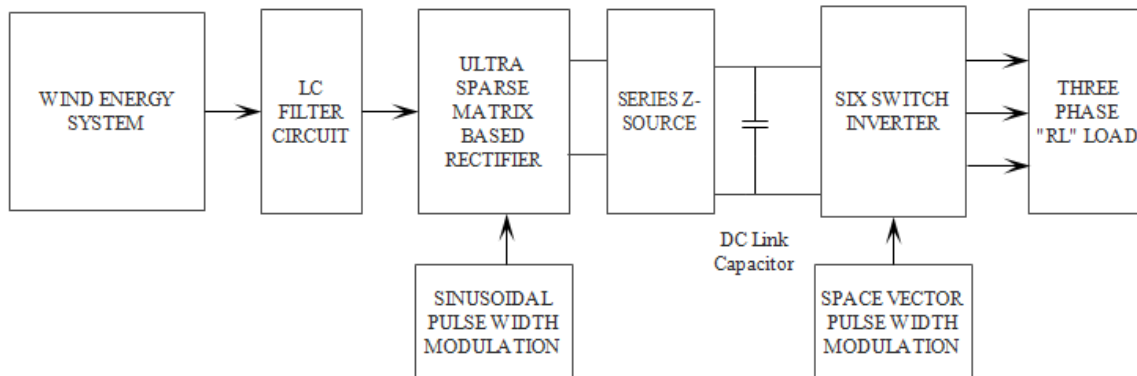 WIND ENERGY
SYSTEM
LC
FILTER
CIRCUIT
ULTRA
SPARSE
MATRIX
BASED
RECTIFIER
SERIES Z-
SOURCE
SIX SWITCH
INVERTER
THREE
PHASE
"RL" LOAD
DC Link
Capacitor
SINUSOIDAL
PULSE WIDTH
MODULATION
SPACE VECTOR
PULSE WIDTH
MODULATION